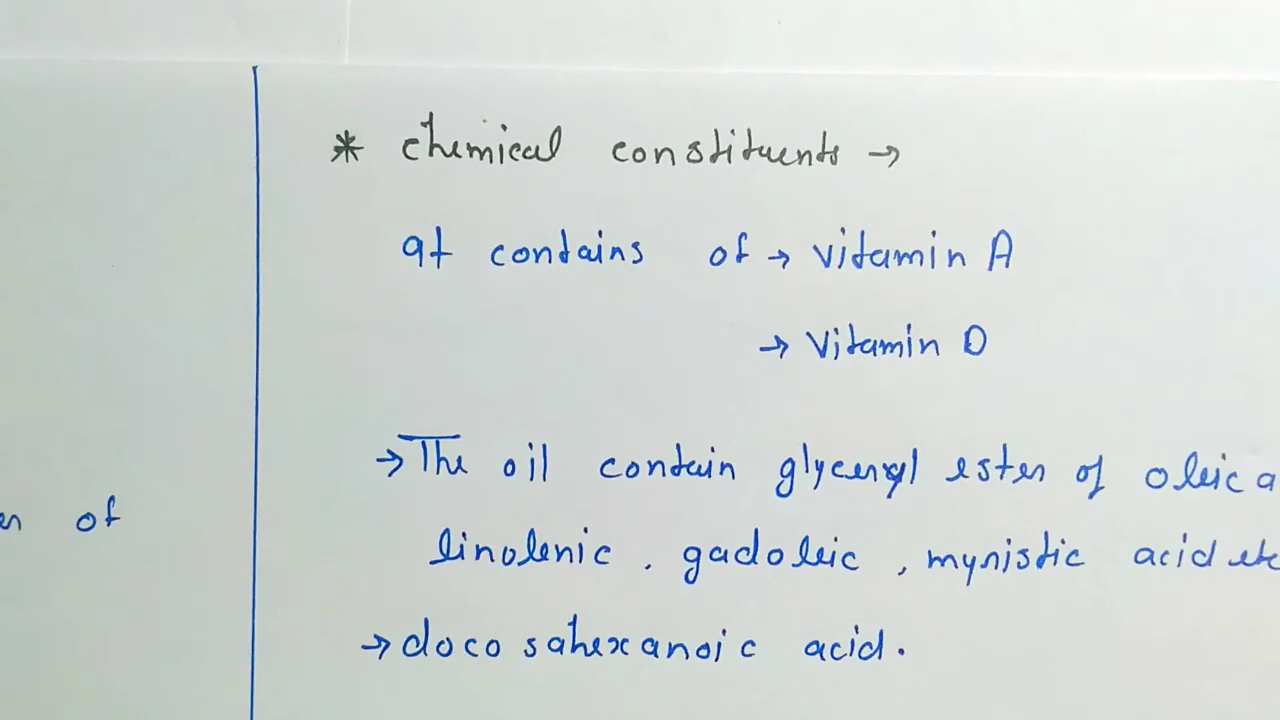 * chemical constituents →
It contains of → vitamin A
→ Vitamin D
→ The oil contain glyceryl ester of oleic a
linolenic, gadoleic, myristic acid etc
→ docosahexanoic acid.
of